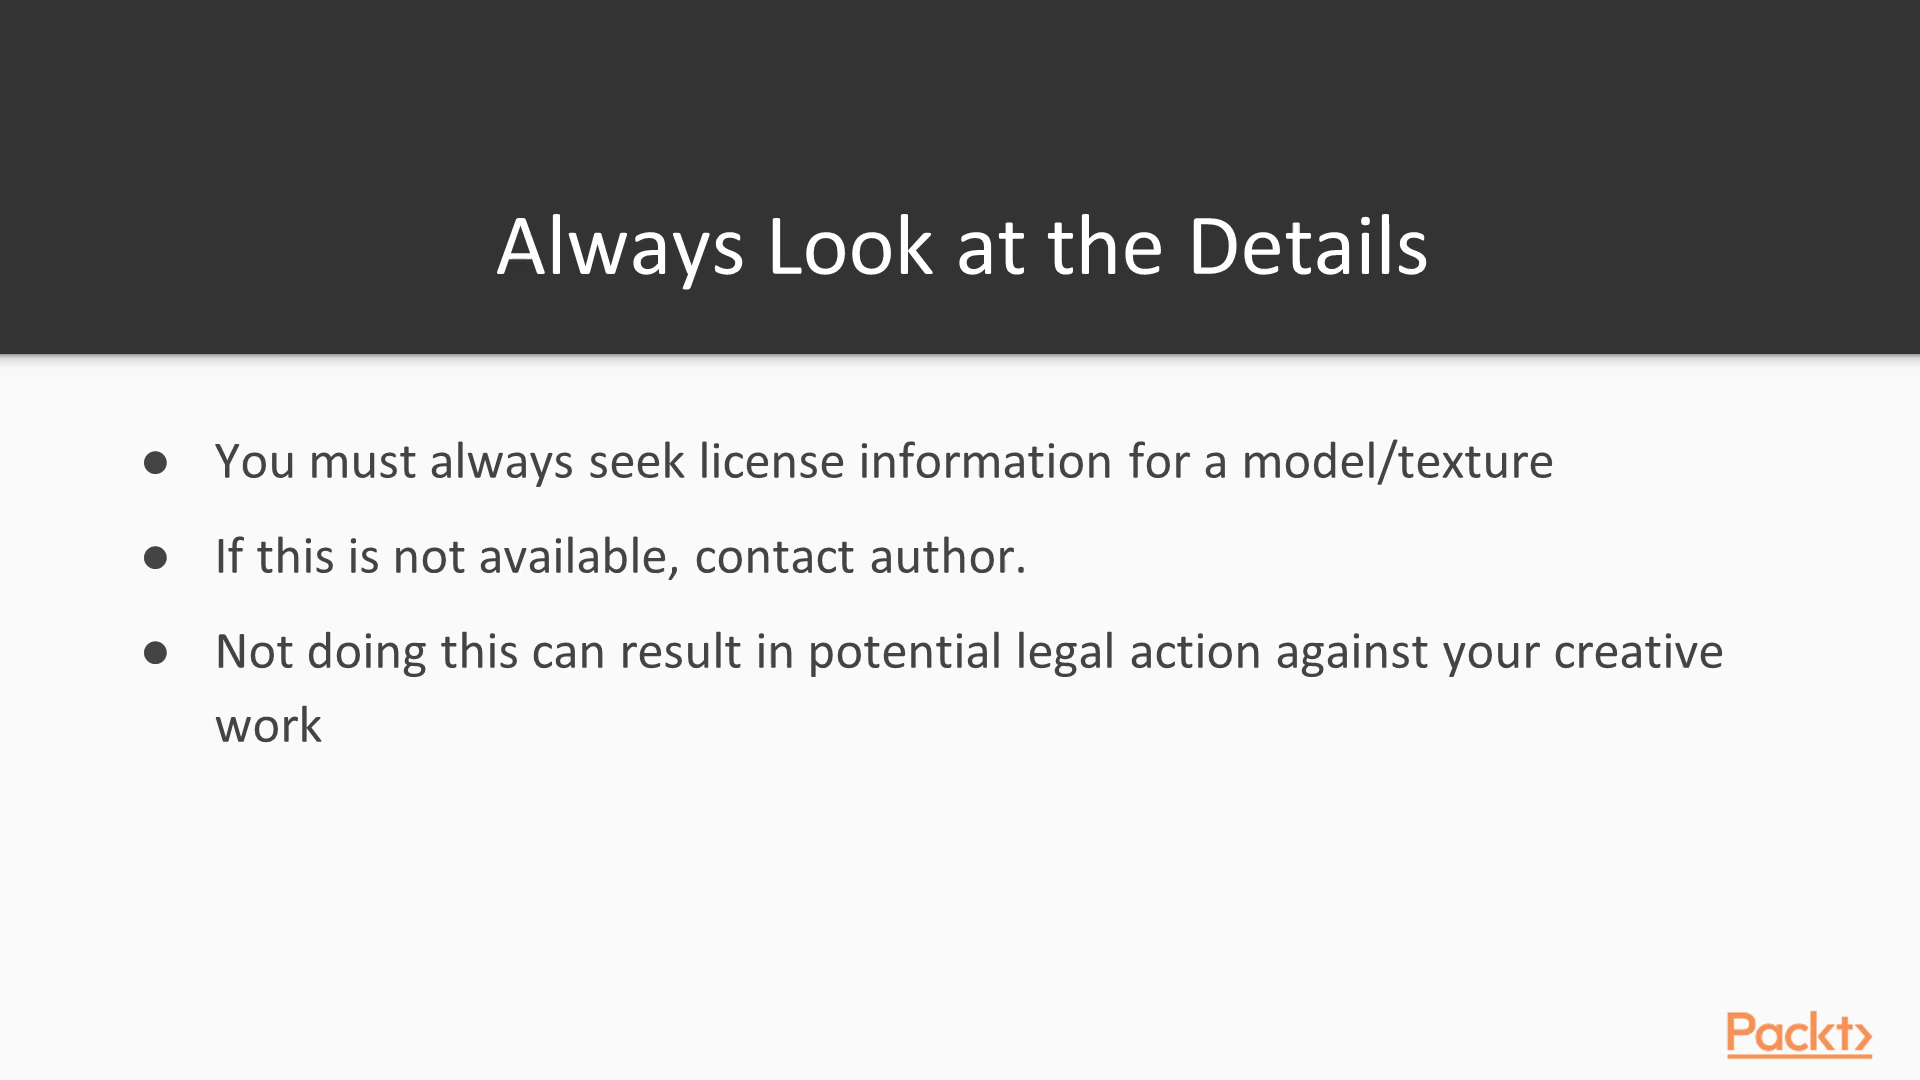 Always Look at the Details
● You must always seek license information for a model/texture
● If this is not available, contact author.
● Not doing this can result in potential legal action against your creative
work
Packt>